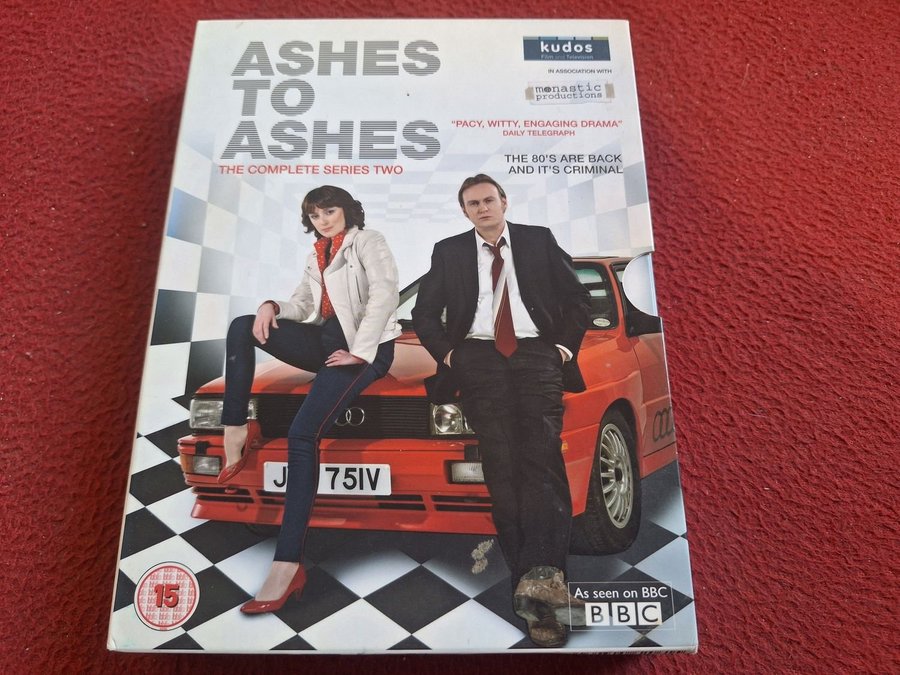 ASHES
TO
ASHES
THE COMPLETE SERIES TWO
kudos
Film and Television
IN ASSOCIATION WITH
monastic
productions
"PACY, WITTY, ENGAGING DRAMA"
DAILY TELEGRAPH
THE 80'S ARE BACK
AND IT'S CRIMINAL
J 75IV
15
As seen on BBC
BBC